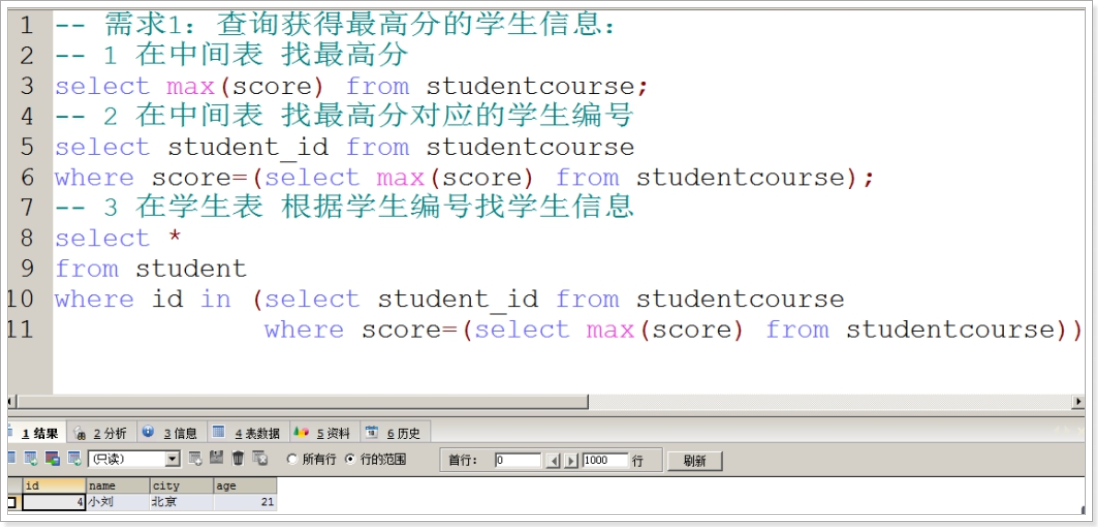 1 -- 需求1: 查询获得最高分的学生信息:
2 -- 1 在中间表 找最高分
3 select max(score) from studentcourse;
4 -- 2 在中间表 找最高分对应的学生编号
5 select student_id from studentcourse
6 where score=(select max(score) from studentcourse);
7 -- 3 在学生表 根据学生编号找学生信息
8 select *
9 from student
10 where id in (select student_id from studentcourse
11 where score=(select max(score) from studentcourse))
1 结果 2 分析 3 信息 4 表数据 5 资料 6 历史
(只读) 所有行 行的范围 首行: 0 1000 行 刷新
id name city age
4 小刘 北京 21